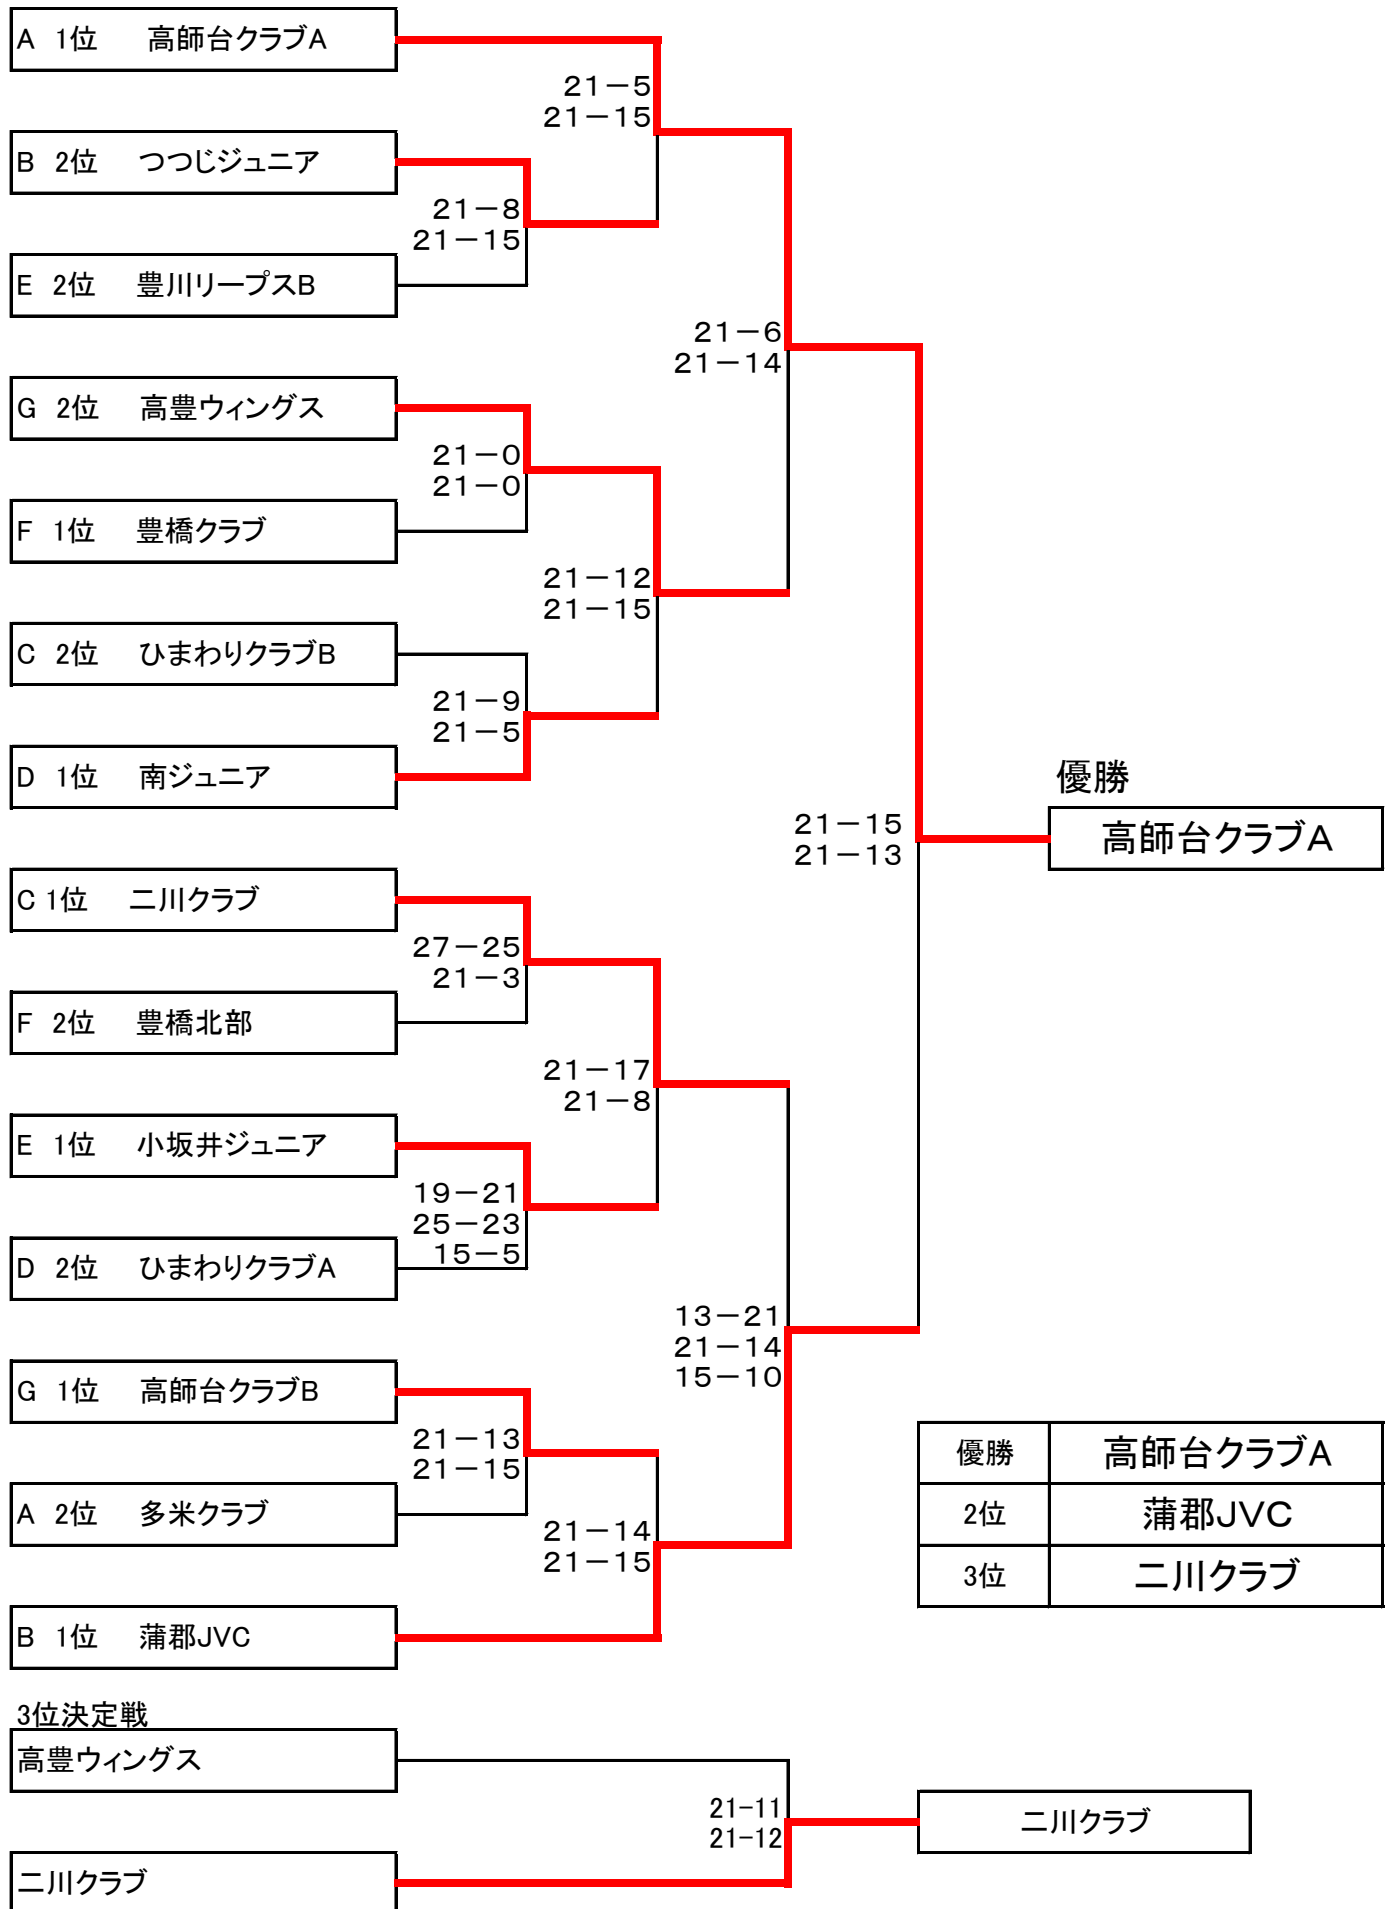 A 1位 高師台クラブA
21-5
21-15
B 2位 つつじジュニア
21-8
21-15
E 2位 豊川リープスB
21-6
21-14
G 2位 高豊ウィングス
21-0
21-0
F 1位 豊橋クラブ
21-12
21-15
C 2位 ひまわりクラブB
21-9
21-5
D 1位 南ジュニア
優勝
高師台クラブA
21-15
21-13
C 1位 二川クラブ
27-25
21-3
F 2位 豊橋北部
21-17
21-8
E 1位 小坂井ジュニア
19-21
25-23
15-5
D 2位 ひまわりクラブA
13-21
21-14
15-10
G 1位 高師台クラブB
21-13
21-15
A 2位 多米クラブ
21-14
21-15
B 1位 蒲郡JVC
優勝 高師台クラブA
2位 蒲郡JVC
3位 二川クラブ
3位決定戦
高豊ウィングス
21-11
21-12
二川クラブ
二川クラブ